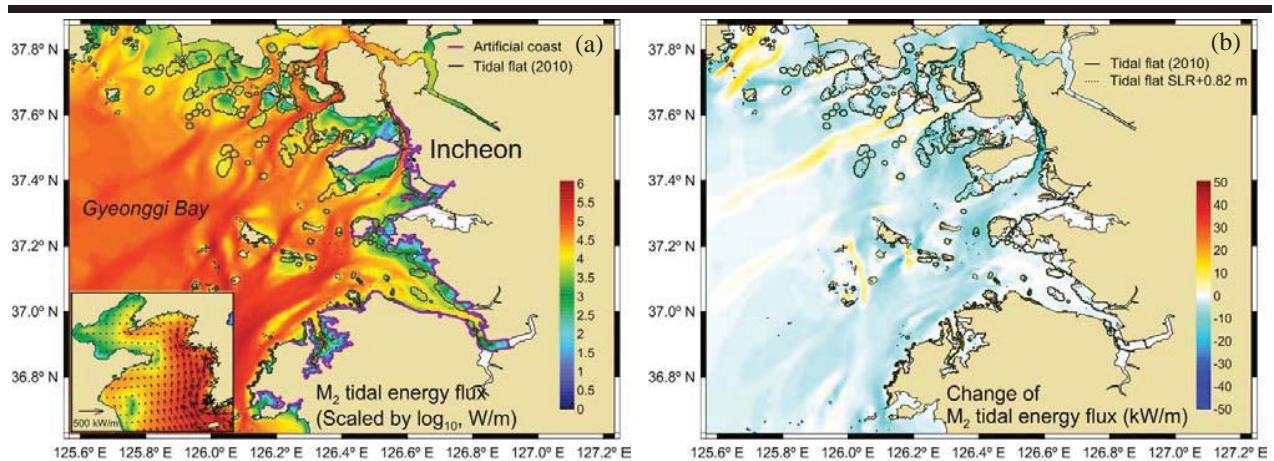 (a)
Artificial coast
Tidal flat (2010)
Incheon
Gyeonggi Bay
6
5.5
5
4.5
4
3.5
3
2.5
2
1.5
1
0.5
0
500 kW/m
M₂ tidal energy flux
(Scaled by log₁₀, W/m)
37.8° N
37.6° N
37.4° N
37.2° N
37.0° N
36.8° N
125.6° E 125.8° E 126.0° E 126.2° E 126.4° E 126.6° E 126.8° E 127.0° E 127.2° E
(b)
Tidal flat (2010)
Tidal flat SLR+0.82 m
50
40
30
20
10
0
-10
-20
-30
-40
-50
Change of
M₂ tidal energy flux (kW/m)
37.8° N
37.6° N
37.4° N
37.2° N
37.0° N
36.8° N
125.6° E 125.8° E 126.0° E 126.2° E 126.4° E 126.6° E 126.8° E 127.0° E 127.2° E